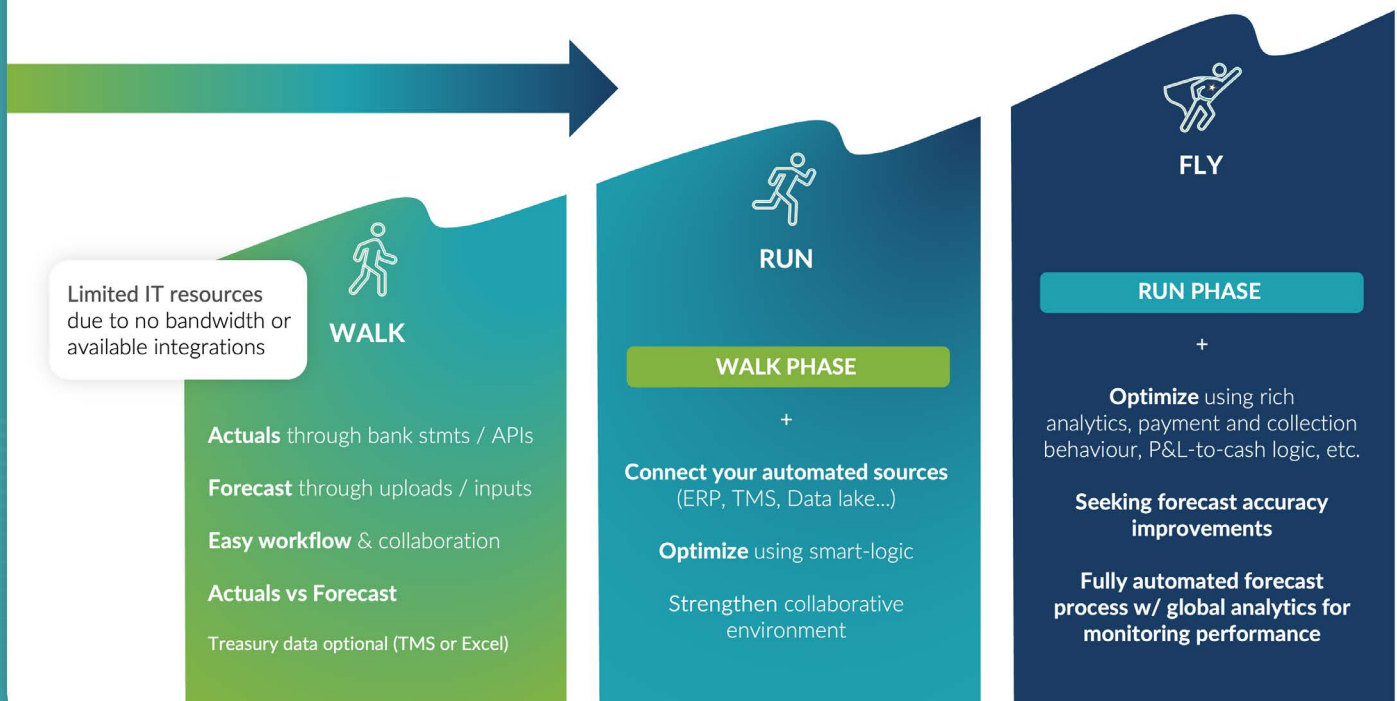 Limited IT resources
due to no bandwidth or
available integrations
WALK
Actuals through bank stmts / APIs
Forecast through uploads / inputs
Easy workflow & collaboration
Actuals vs Forecast
Treasury data optional (TMS or Excel)
RUN
WALK PHASE
+
Connect your automated sources
(ERP, TMS, Data lake...)
Optimize using smart-logic
Strengthen collaborative
environment
FLY
RUN PHASE
+
Optimize using rich
analytics, payment and collection
behaviour, P&L-to-cash logic, etc.
Seeking forecast accuracy
improvements
Fully automated forecast
process w/ global analytics for
monitoring performance